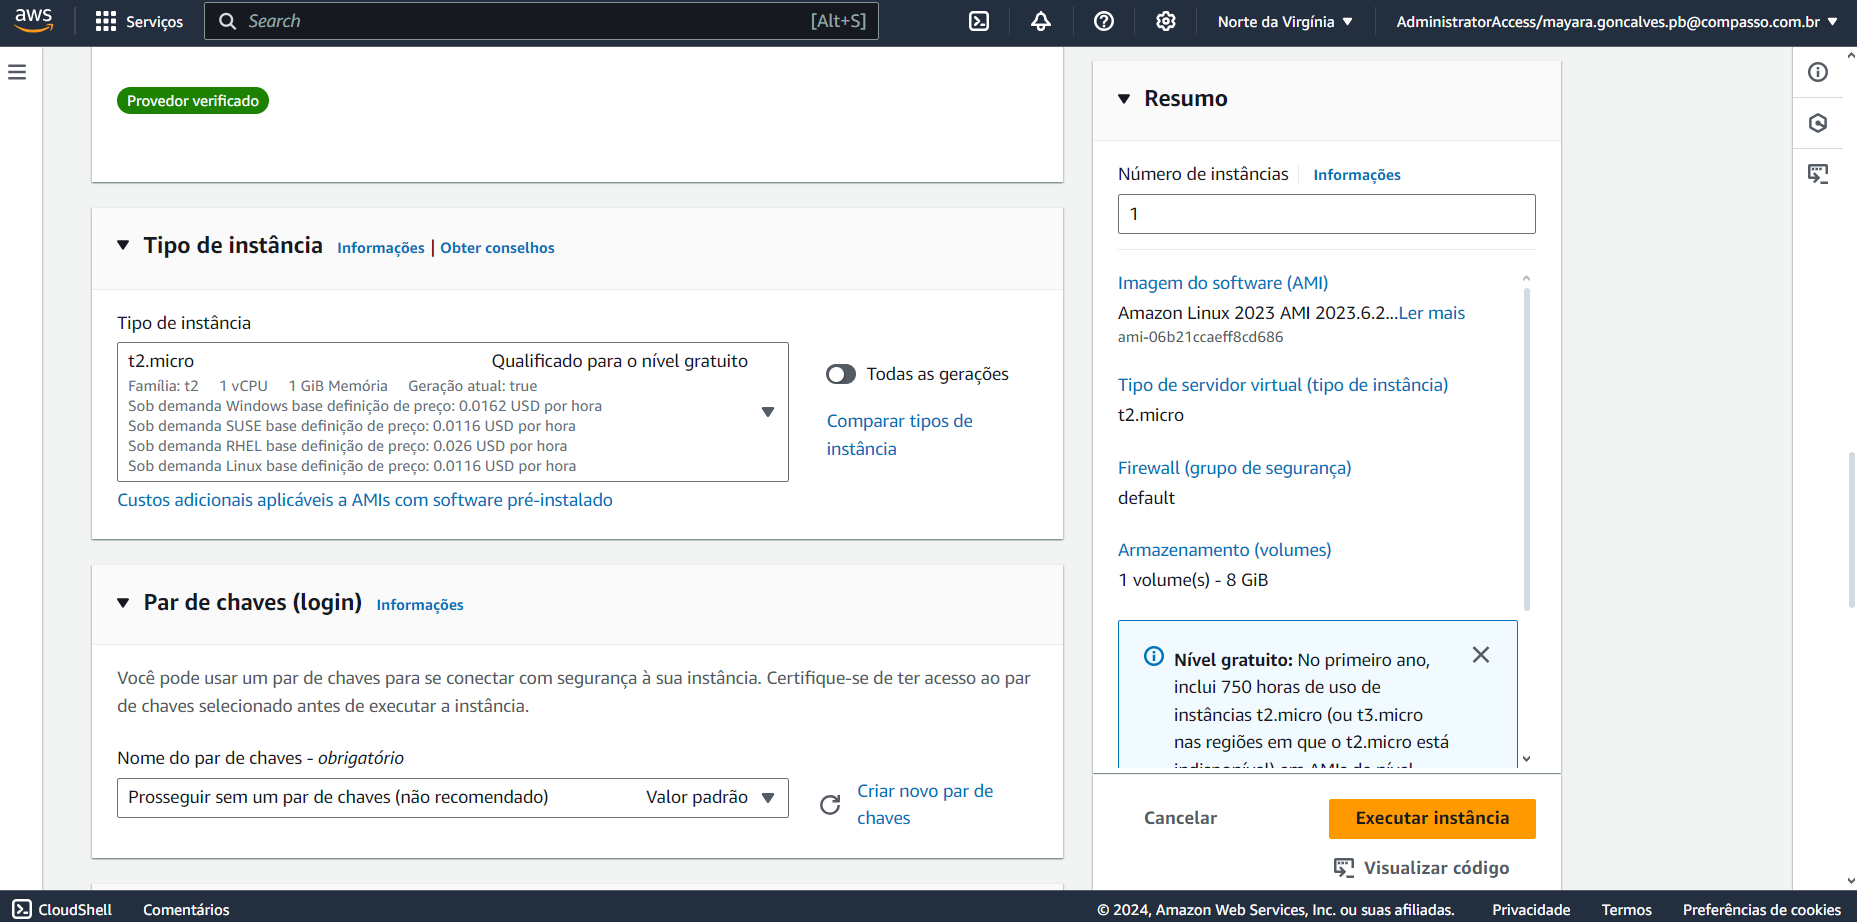 aws
Serviços
Search
[Alt+S]
Norte da Virgínia
AdministratorAccess/mayara.goncalves.pb@compasso.com.br
Provedor verificado
Tipo de instância
Informações | Obter conselhos
Tipo de instância
t2.micro
Qualificado para o nível gratuito
Família: t2 1 vCPU 1 GiB Memória Geração atual: true
Sob demanda Windows base definição de preço: 0.0162 USD por hora
Sob demanda SUSE base definição de preço: 0.0116 USD por hora
Sob demanda RHEL base definição de preço: 0.026 USD por hora
Sob demanda Linux base definição de preço: 0.0116 USD por hora
Todas as gerações
Comparar tipos de
instância
Custos adicionais aplicáveis a AMIs com software pré-instalado
Par de chaves (login)
Informações
Você pode usar um par de chaves para se conectar com segurança à sua instância. Certifique-se de ter acesso ao par
de chaves selecionado antes de executar a instância.
Nome do par de chaves - obrigatório
Prosseguir sem um par de chaves (não recomendado)
Valor padrão
Criar novo par de
chaves
Resumo
Número de instâncias
Informações
1
Imagem do software (AMI)
Amazon Linux 2023 AMI 2023.6.2...Ler mais
ami-06b21ccaeff8cd686
Tipo de servidor virtual (tipo de instância)
t2.micro
Firewall (grupo de segurança)
default
Armazenamento (volumes)
1 volume(s) - 8 GiB
Nível gratuito: No primeiro ano,
inclui 750 horas de uso de
instâncias t2.micro (ou t3.micro
nas regiões em que o t2.micro está
indisponível) em AMIs de nível
Cancelar
Executar instância
Visualizar código
CloudShell
Comentários
© 2024, Amazon Web Services, Inc. ou suas afiliadas.
Privacidade
Termos
Preferências de cookies